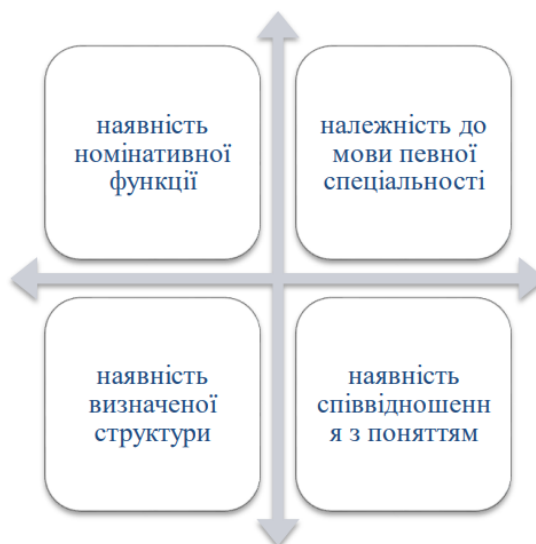 наявність
номінативної
функції
належність до
мови певної
спеціальності
наявність
визначеної
структури
наявність
співвідношенн
я з поняттям